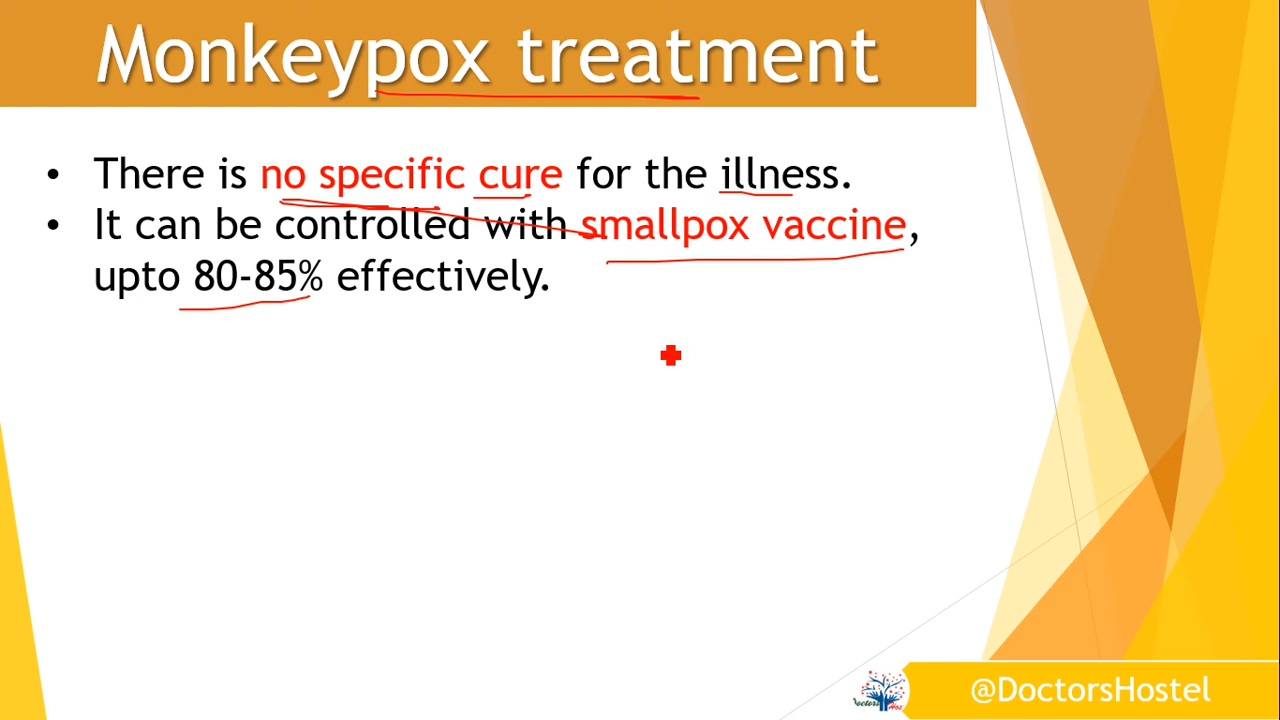 Monkeypox treatment
• There is no specific cure for the illness.
• It can be controlled with smallpox vaccine,
upto 80-85% effectively.
@DoctorsHostel